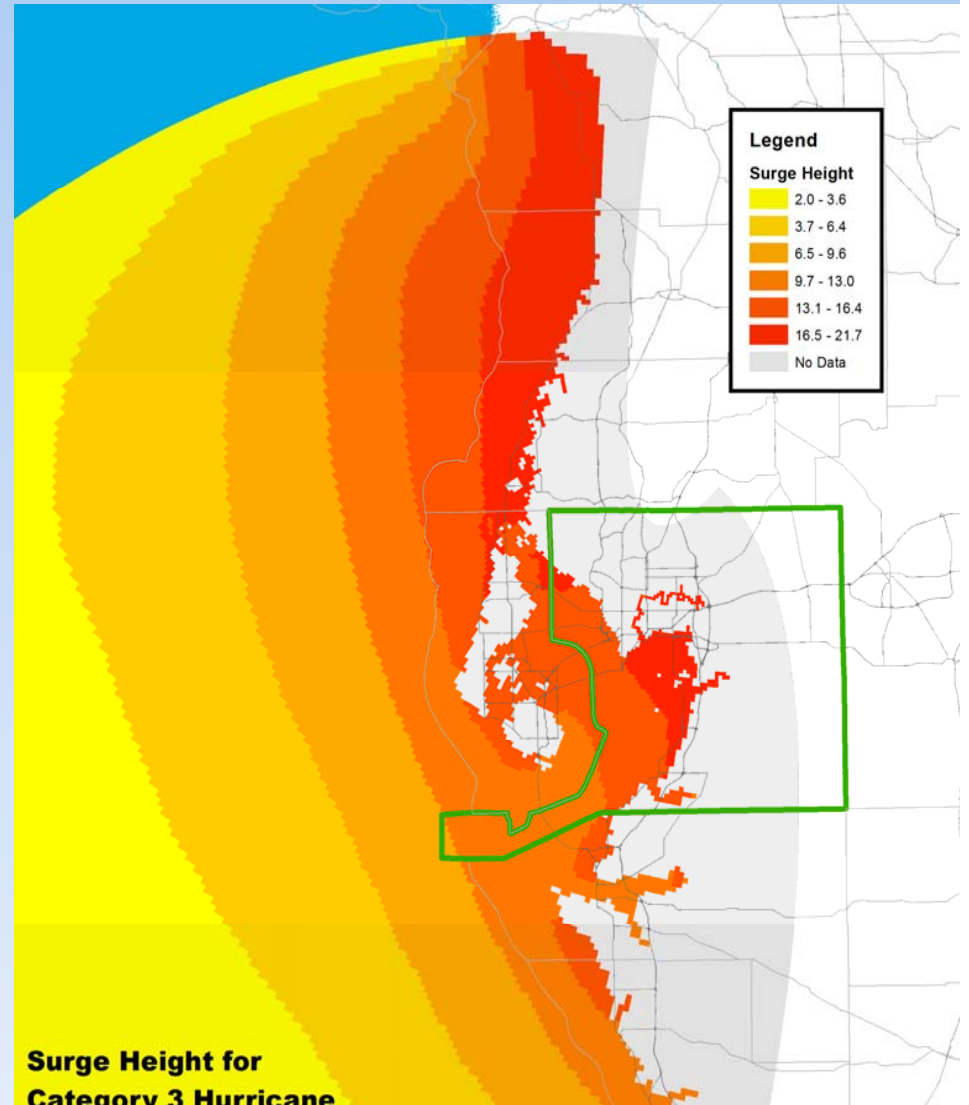 Legend
Surge Height
2.0 - 3.6
3.7 - 6.4
6.5 - 9.6
9.7 - 13.0
13.1 - 16.4
16.5 - 21.7
No Data
Surge Height for
Category 3 Hurricane